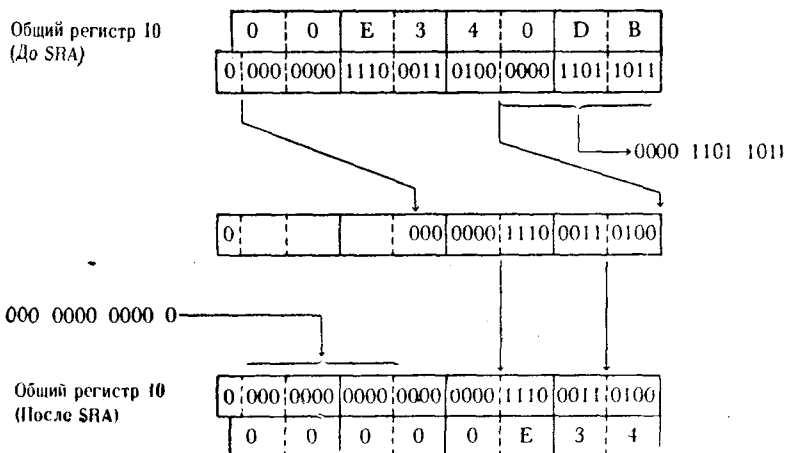 Общий регистр 10
(До SRA)
0 0 E 3 4 0 D B
0 000 0000 1110 0011 0100 0000 1101 1011
0000 1101 1011
0 000 0000 1110 0011 0100
000 0000 0000 0
Общий регистр 10
(После SRA)
0 000 0000 0000 0000 0000 1110 0011 0100
0 0 0 0 0 E 3 4